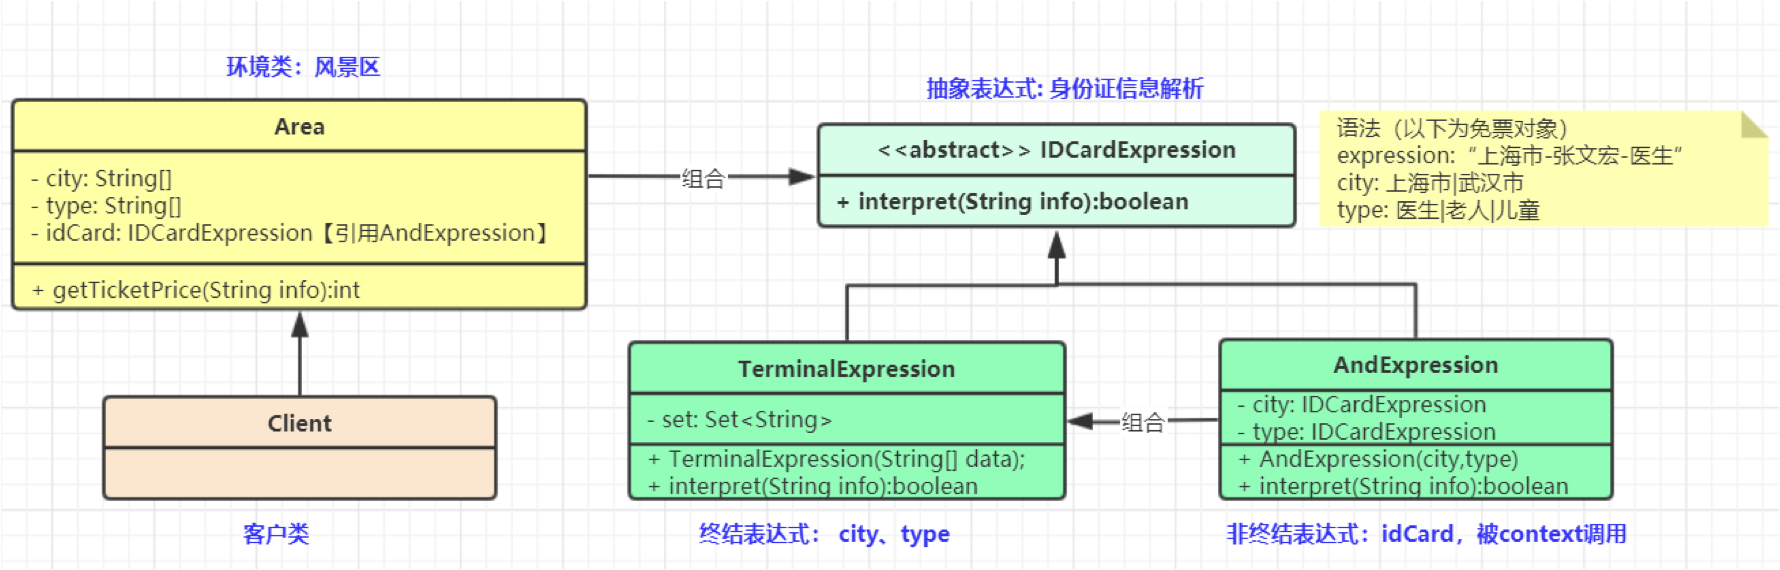 环境类：风景区
Area
- city: String[]
- type: String[]
- idCard: IDCardExpression【引用AndExpression】
+ getTicketPrice(String info):int
Client
客户类
组合
抽象表达式: 身份证信息解析
<<abstract>> IDCardExpression
+ interpret(String info):boolean
语法（以下为免票对象）
expression:“上海市-张文宏-医生”
city: 上海市|武汉市
type: 医生|老人|儿童
TerminalExpression
- set: Set<String>
+ TerminalExpression(String[] data);
+ interpret(String info):boolean
终结表达式： city、type
组合
AndExpression
- city: IDCardExpression
- type: IDCardExpression
+ AndExpression(city,type)
+ interpret(String info):boolean
非终结表达式：idCard，被context调用